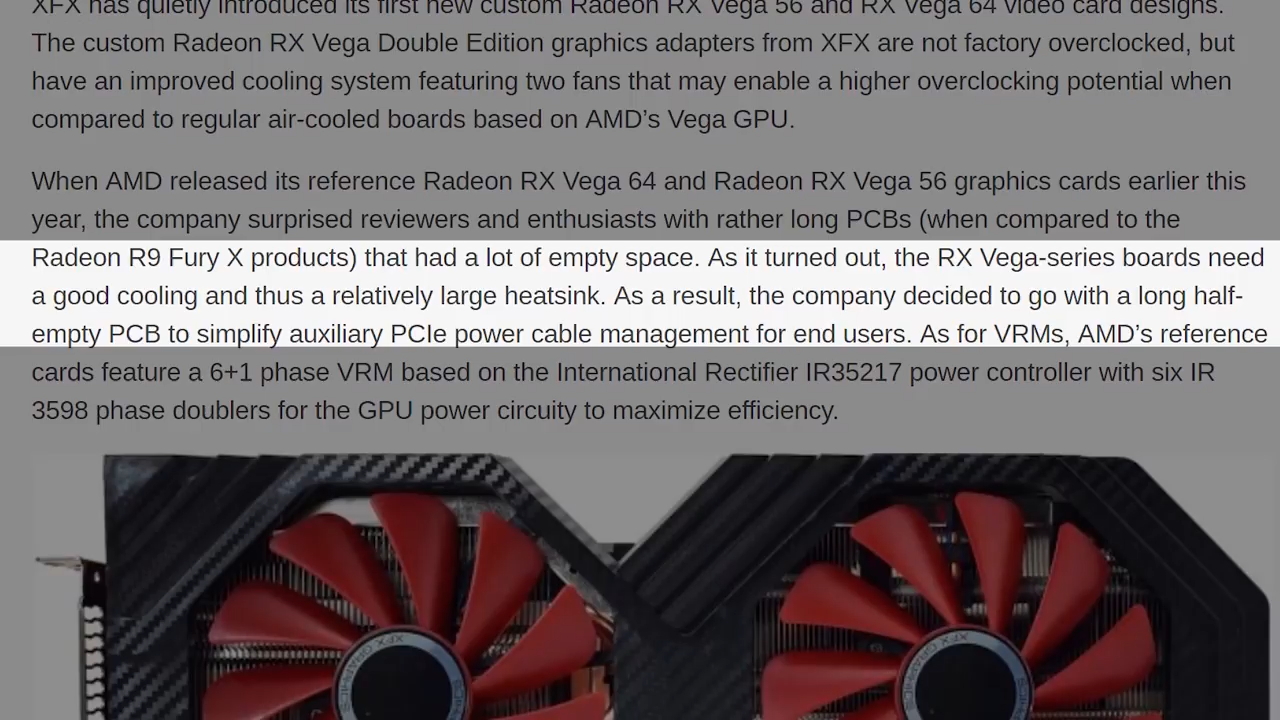 XFX has quietly introduced its first new custom Radeon RX Vega 56 and RX Vega 64 video card designs.
The custom Radeon RX Vega Double Edition graphics adapters from XFX are not factory overclocked, but
have an improved cooling system featuring two fans that may enable a higher overclocking potential when
compared to regular air-cooled boards based on AMD’s Vega GPU.
When AMD released its reference Radeon RX Vega 64 and Radeon RX Vega 56 graphics cards earlier this
year, the company surprised reviewers and enthusiasts with rather long PCBs (when compared to the
Radeon R9 Fury X products) that had a lot of empty space. As it turned out, the RX Vega-series boards need
a good cooling and thus a relatively large heatsink. As a result, the company decided to go with a long half-
empty PCB to simplify auxiliary PCIe power cable management for end users. As for VRMs, AMD’s reference
cards feature a 6+1 phase VRM based on the International Rectifier IR35217 power controller with six IR
3598 phase doublers for the GPU power circuity to maximize efficiency.